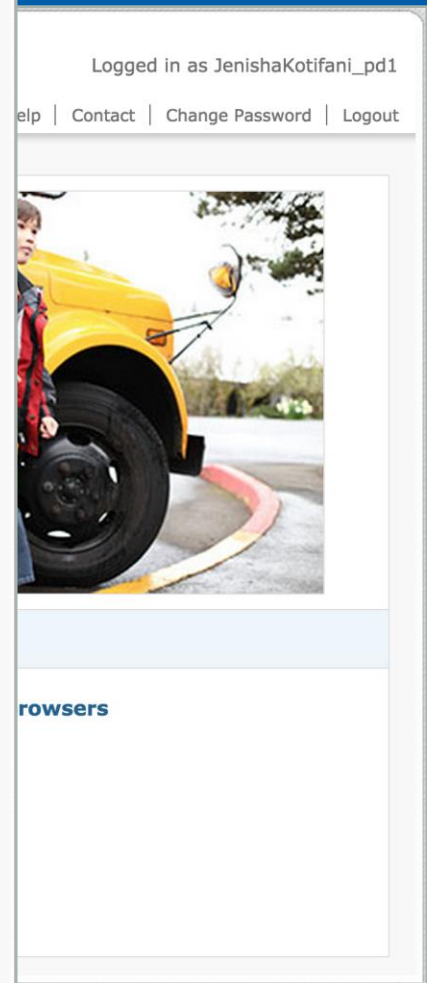 Logged in as JenishaKotifani_pd1
elp | Contact | Change Password | Logout
rowsers